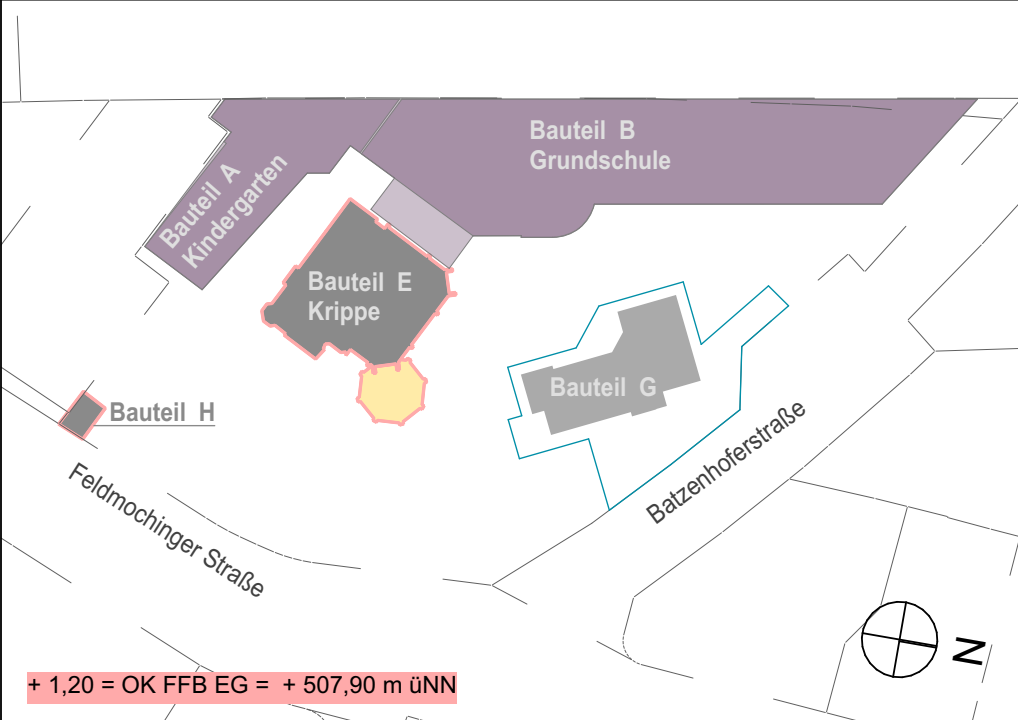 Bauteil B
Grundschule
Bauteil A
Kindergarten
Bauteil E
Krippe
Bauteil G
Bauteil H
Feldmochinger Straße
Batzenhoferstraße
N
+ 1,20 = OK FFB EG = + 507,90 m üNN